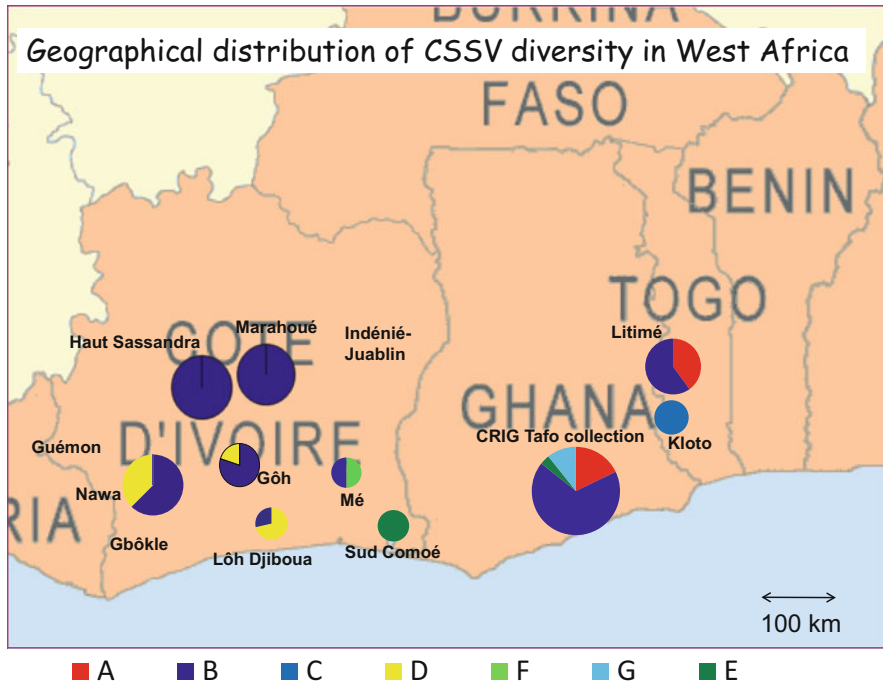 BURKINA
Geographical distribution of CSSV diversity in West Africa
FASO
BENIN
TOGO
Litimé
Marahoué
Haut Sassandra
COTE
Indénié-
Juablin
GHANA
Kloto
CRIG Tafo collection
D'IVOIRE
Guémon
Gôh
Mé
Nawa
RIA
Gbôkle
Lôh Djiboua
Sud Comoé
100 km
A B C D F G E